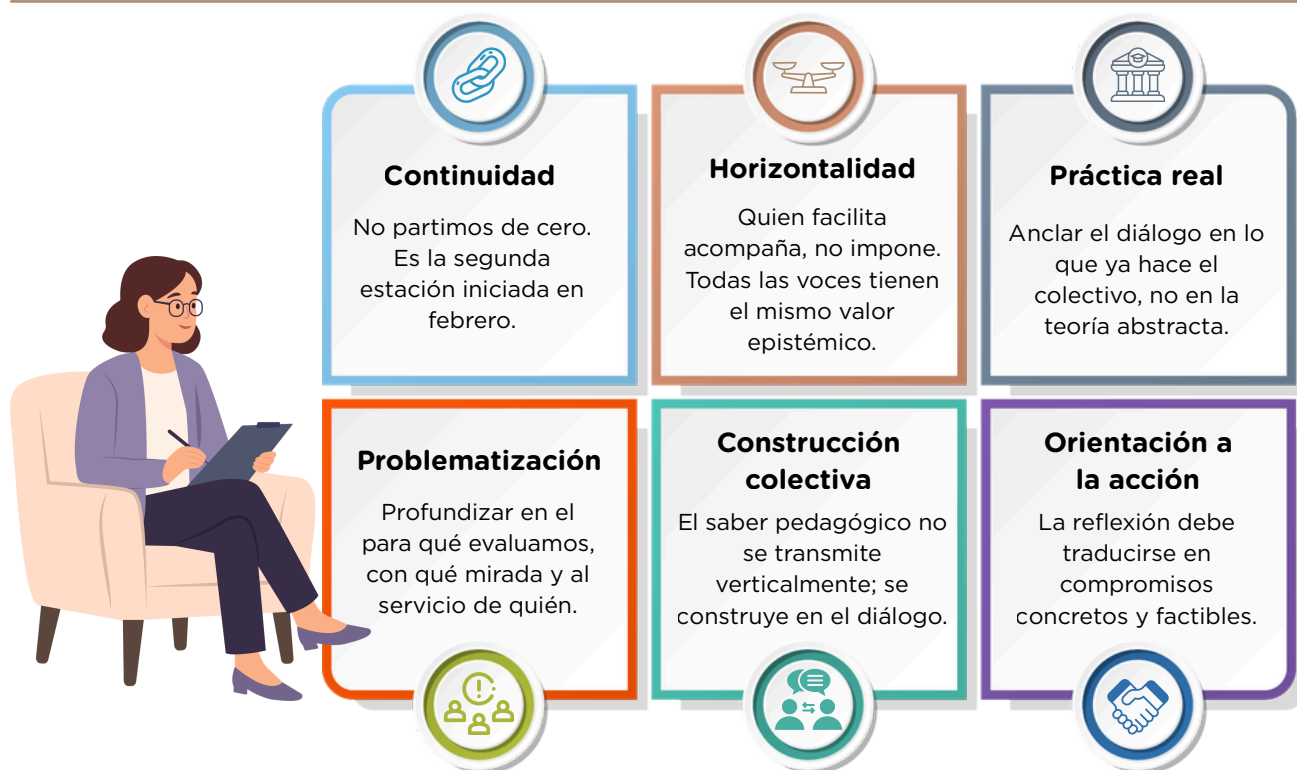 Continuidad
No partimos de cero.
Es la segunda
estación iniciada en
febrero.
Horizontalidad
Quien facilita
acompaña, no impone.
Todas las voces tienen
el mismo valor
epistémico.
Práctica real
Anclar el diálogo en lo
que ya hace el
colectivo, no en la
teoría abstracta.
Problematización
Profundizar en el
para qué evaluamos,
con qué mirada y al
servicio de quién.
Construcción
colectiva
El saber pedagógico no
se transmite
verticalmente; se
construye en el diálogo.
Orientación a
la acción
La reflexión debe
traducirse en
compromisos
concretos y factibles.